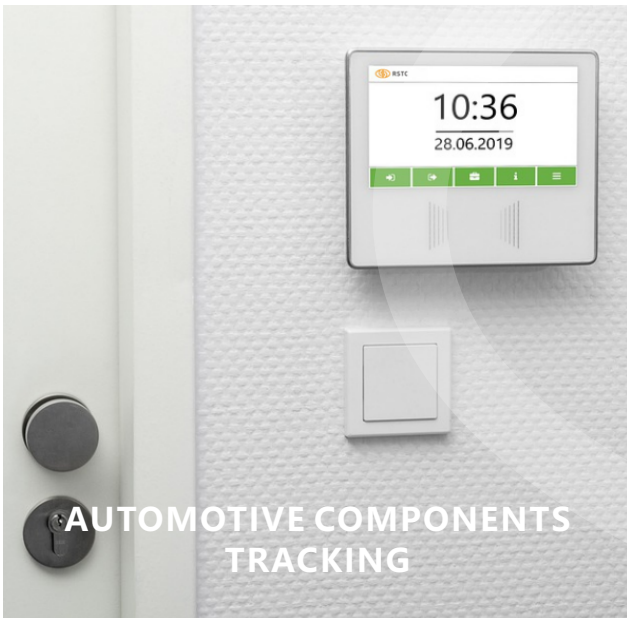 RSTC
10:36
28.06.2019
i
AUTOMOTIVE COMPONENTS
TRACKING